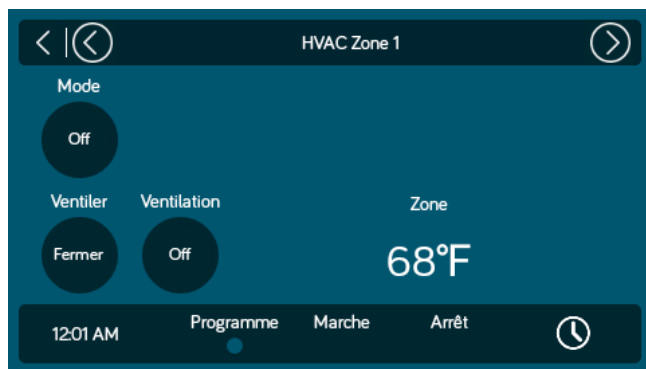 HVAC Zone 1
Mode
Off
Ventiler Ventilation Zone
Fermer Off 68°F
12:01 AM Programme Marche Arrêt